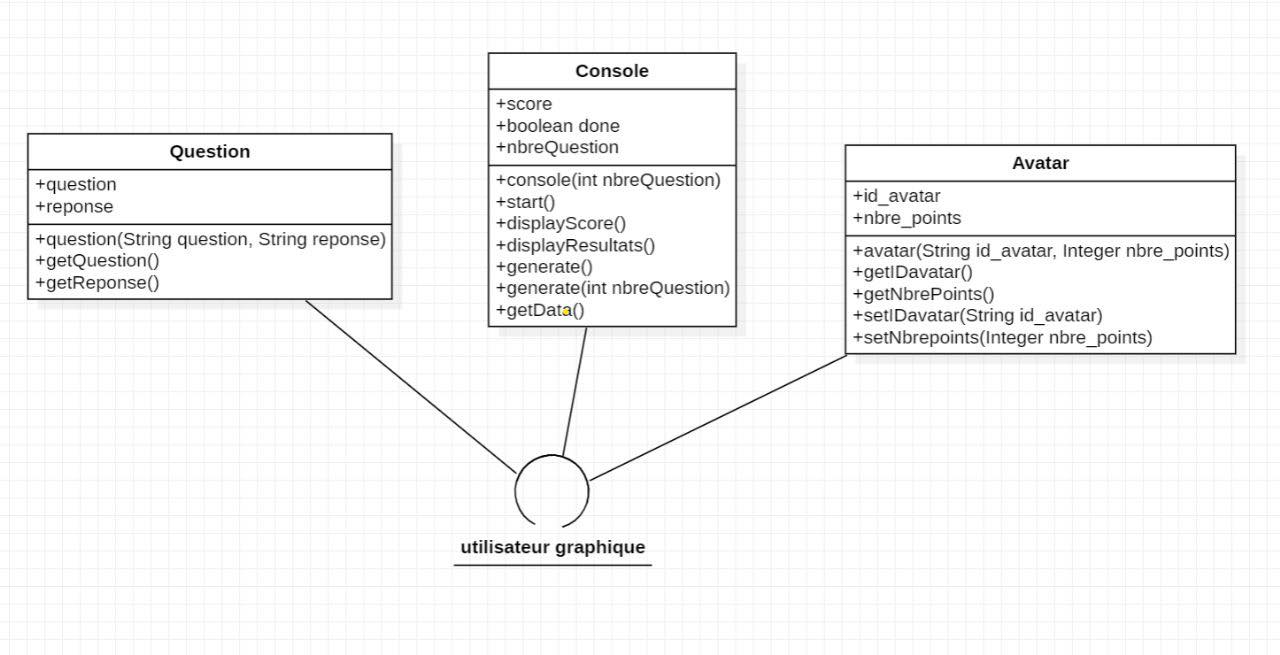 Question
+question
+reponse
+question(String question, String reponse)
+getQuestion()
+getReponse()
Console
+score
+boolean done
+nbreQuestion
+console(int nbreQuestion)
+start()
+displayScore()
+displayResultats()
+generate()
+generate(int nbreQuestion)
+getData()
Avatar
+id_avatar
+nbre_points
+avatar(String id_avatar, Integer nbre_points)
+getIDavatar()
+getNbrePoints()
+setIDavatar(String id_avatar)
+setNbrepoints(Integer nbre_points)
utilisateur graphique